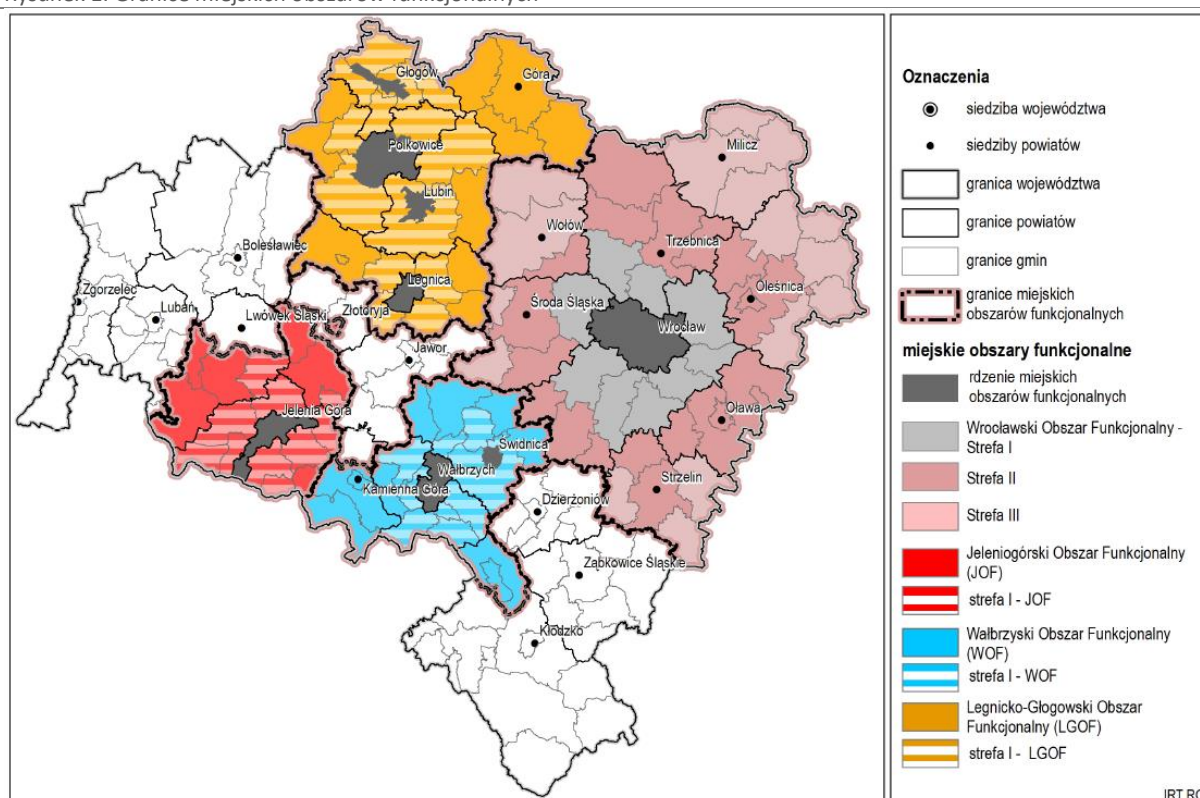 Głogów
Góra
Polkowice
Milicz
Lubin
Wołów
Trzebnica
Bolesławiec
Legnica
Oleśnica
Zgorzelec
Złotoryja
Środa Śląska
Lubań
Lwówek Śląski
Wrocław
Jawor
Jelenia Góra
Oława
Świdnica
Wałbrzych
Kamienna Góra
Strzelin
Dzierżoniów
Ząbkowice Śląskie
Kłodzko
Oznaczenia
siedziba województwa
siedziby powiatów
granica województwa
granice powiatów
granice gmin
granice miejskich
obszarów funkcjonalnych
miejskie obszary funkcjonalne
rdzenie miejskich
obszarów funkcjonalnych
Wrocławski Obszar Funkcjonalny -
Strefa I
Strefa II
Strefa III
Jeleniogórski Obszar Funkcjonalny
(JOF)
strefa I - JOF
Wałbrzyski Obszar Funkcjonalny
(WOF)
strefa I - WOF
Legnicko-Głogowski Obszar
Funkcjonalny (LGOF)
strefa I - LGOF